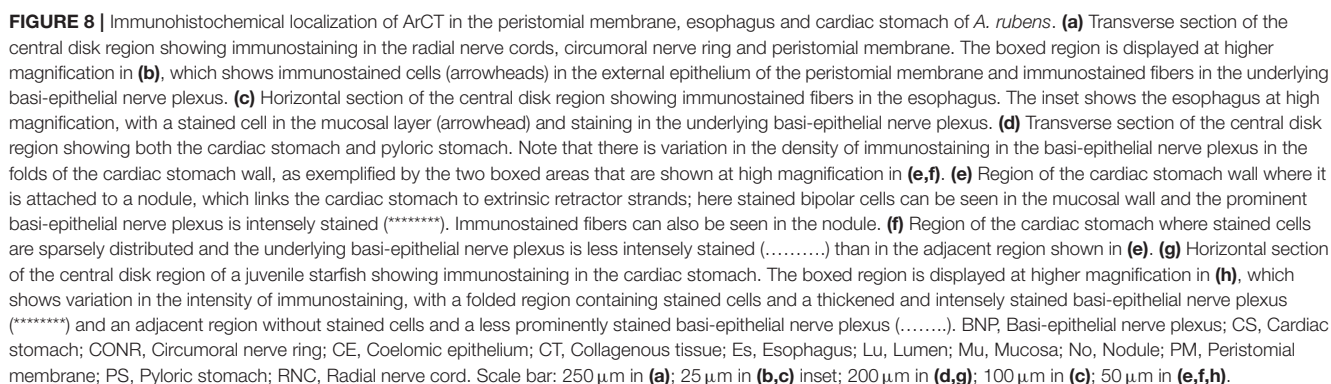 FIGURE 8 | Immunohistochemical localization of ArCT in the peristomial membrane, esophagus and cardiac stomach of A. rubens. (a) Transverse section of the
central disk region showing immunostaining in the radial nerve cords, circumoral nerve ring and peristomial membrane. The boxed region is displayed at higher
magnification in (b), which shows immunostained cells (arrowheads) in the external epithelium of the peristomial membrane and immunostained fibers in the underlying
basi-epithelial nerve plexus. (c) Horizontal section of the central disk region showing immunostained fibers in the esophagus. The inset shows the esophagus at high
magnification, with a stained cell in the mucosal layer (arrowhead) and staining in the underlying basi-epithelial nerve plexus. (d) Transverse section of the central disk
region showing both the cardiac stomach and pyloric stomach. Note that there is variation in the density of immunostaining in the basi-epithelial nerve plexus in the
folds of the cardiac stomach wall, as exemplified by the two boxed areas that are shown at high magnification in (e,f). (e) Region of the cardiac stomach wall where it
is attached to a nodule, which links the cardiac stomach to extrinsic retractor strands; here stained bipolar cells can be seen in the mucosal wall and the prominent
basi-epithelial nerve plexus is intensely stained (********). Immunostained fibers can also be seen in the nodule. (f) Region of the cardiac stomach where stained cells
are sparsely distributed and the underlying basi-epithelial nerve plexus is less intensely stained (..........) than in the adjacent region shown in (e). (g) Horizontal section
of the central disk region of a juvenile starfish showing immunostaining in the cardiac stomach. The boxed region is displayed at higher magnification in (h), which
shows variation in the intensity of immunostaining, with a folded region containing stained cells and a thickened and intensely stained basi-epithelial nerve plexus
(********) and an adjacent region without stained cells and a less prominently stained basi-epithelial nerve plexus (........). BNP, Basi-epithelial nerve plexus; CS, Cardiac
stomach; CONR, Circumoral nerve ring; CE, Coelomic epithelium; CT, Collagenous tissue; Es, Esophagus; Lu, Lumen; Mu, Mucosa; No, Nodule; PM, Peristomial
membrane; PS, Pyloric stomach; RNC, Radial nerve cord. Scale bar: 250 µm in (a); 25 µm in (b,c) inset; 200 µm in (d,g); 100 µm in (c); 50 µm in (e,f,h).